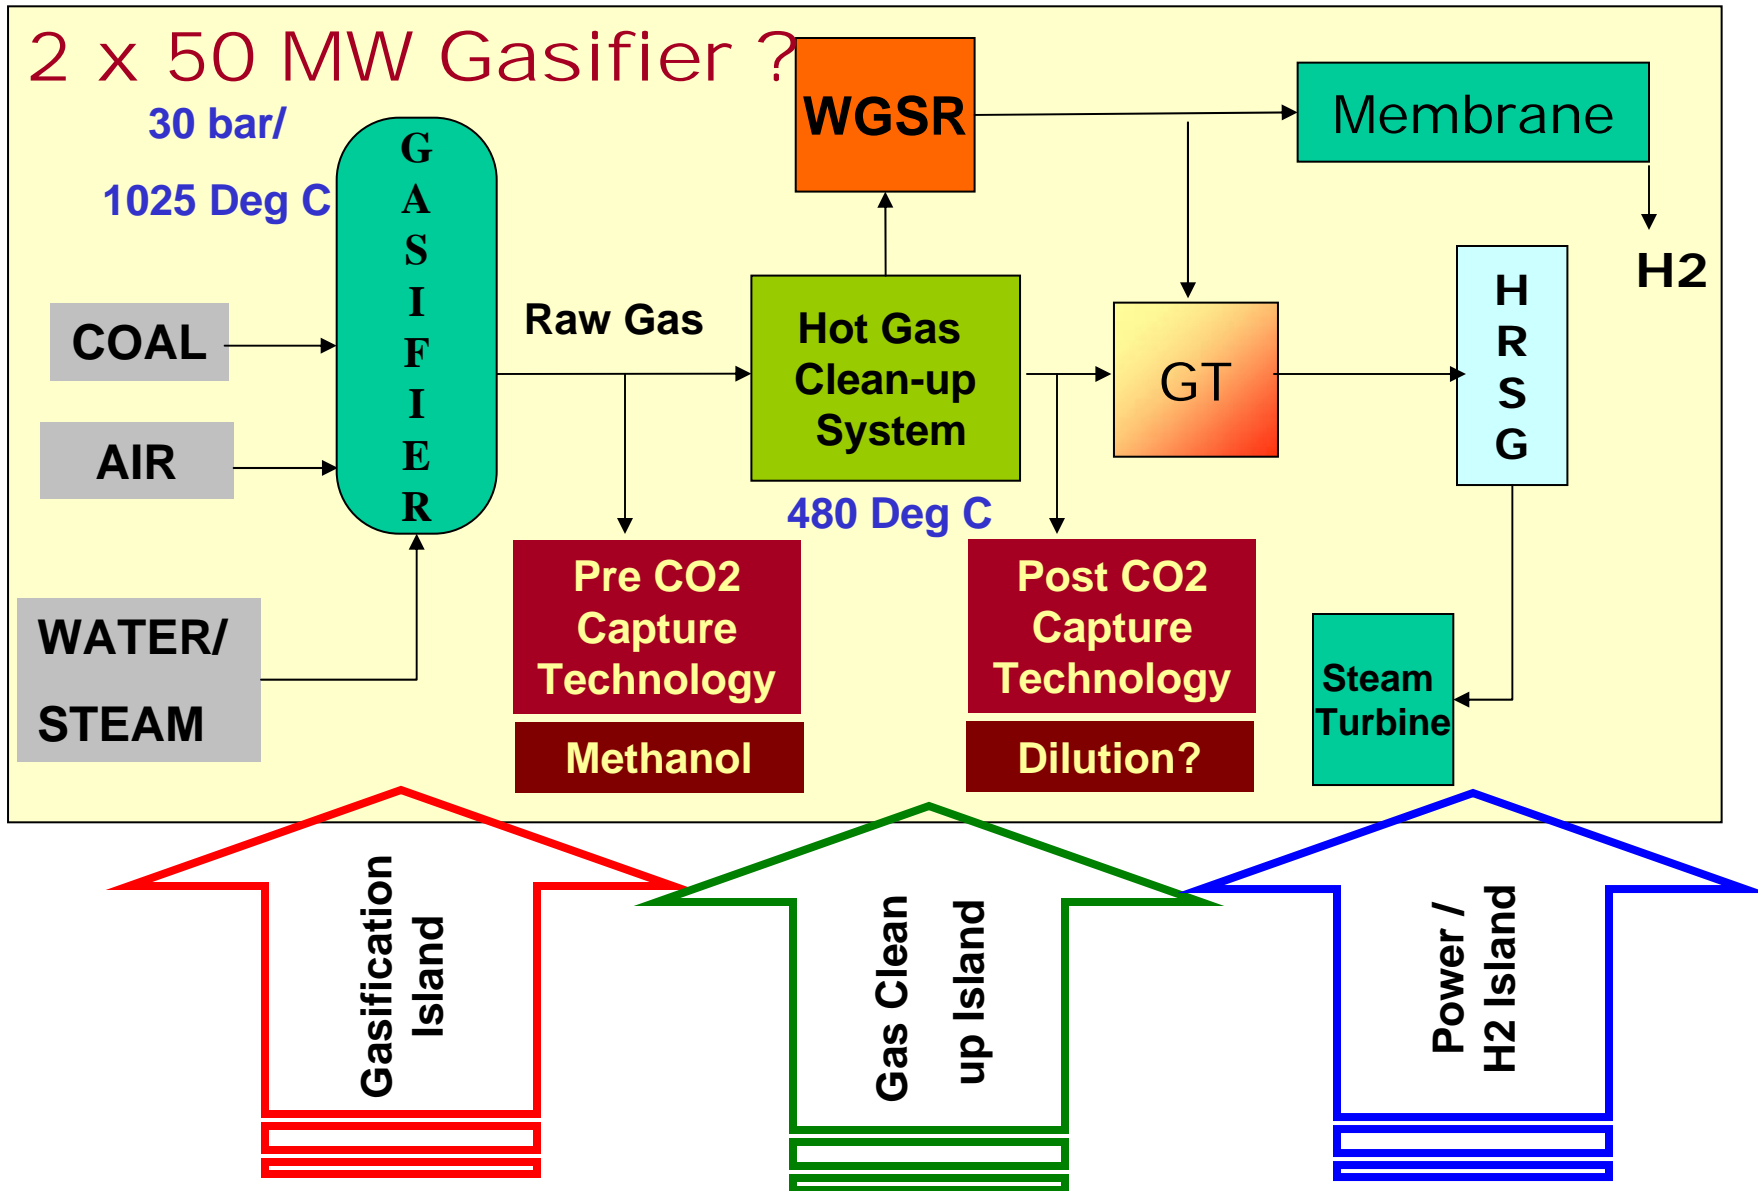 2 x 50 MW Gasifier ?
30 bar/
1025 Deg C
GASIFIER
COAL
AIR
WATER/
STEAM
Raw Gas
WGSR
Membrane
H2
Hot Gas
Clean-up
System
480 Deg C
GT
HRSG
Pre CO2
Capture
Technology
Methanol
Post CO2
Capture
Technology
Dilution?
Steam
Turbine
Gasification
Island
Gas Clean
up Island
Power /
H2 Island